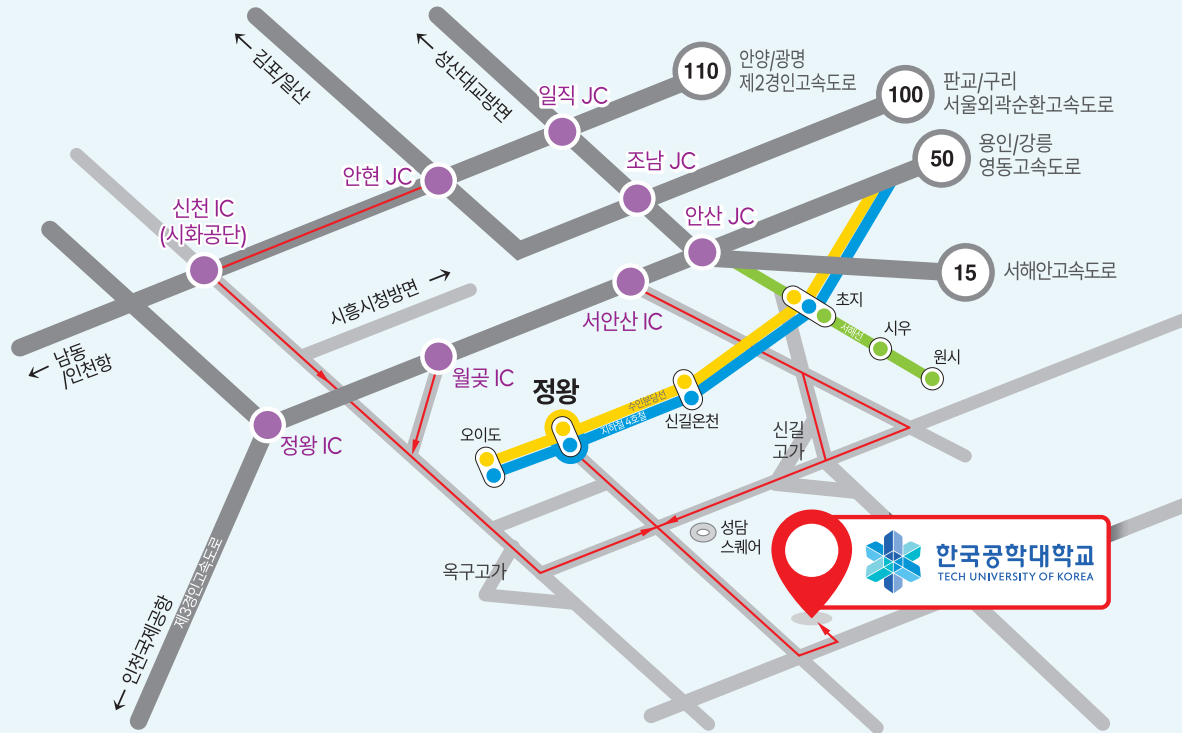 ← 김포/일산
← 성산대교방면
110
안양/광명
제2경인고속도로
일직 JC
100
판교/구리
서울외곽순환고속도로
조남 JC
50
용인/강릉
영동고속도로
안현 JC
신천 IC
(시화공단)
안산 JC
15
서해안고속도로
시흥시청방면 →
서안산 IC
초지
서해선
시우
원시
← 남동
/인천항
월곶 IC
정왕
수인분당선
지하철 4호선
신길온천
오이도
정왕 IC
신길
고가
성담
스퀘어
한국공학대학교
TECH UNIVERSITY OF KOREA
옥구고가
제3경인고속도로
← 인천국제공항